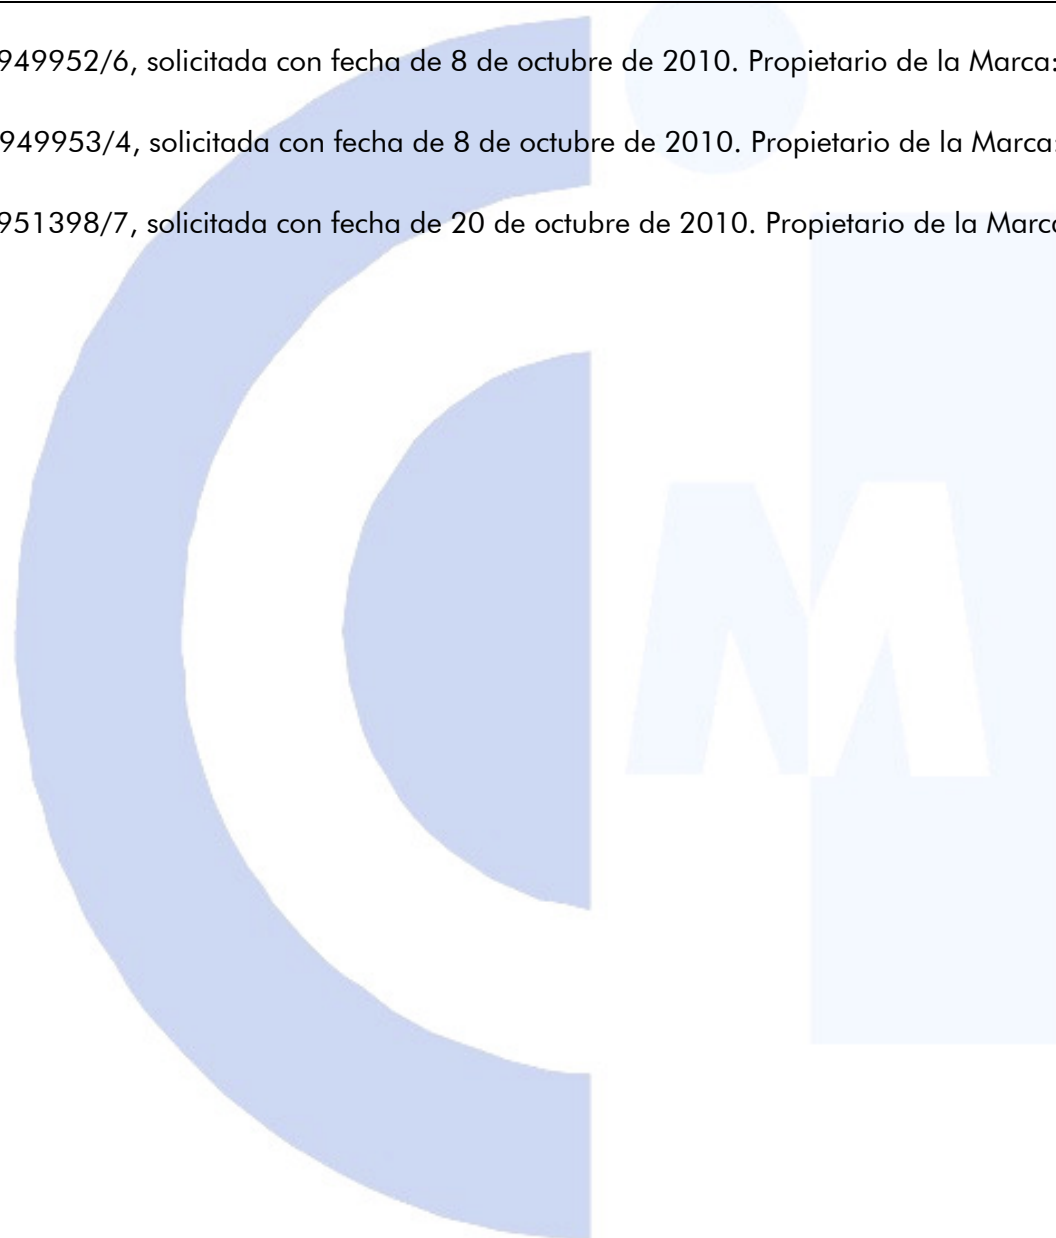 949952/6, solicitada con fecha de 8 de octubre de 2010. Propietario de la Marca:
949953/4, solicitada con fecha de 8 de octubre de 2010. Propietario de la Marca:
951398/7, solicitada con fecha de 20 de octubre de 2010. Propietario de la Marca
M